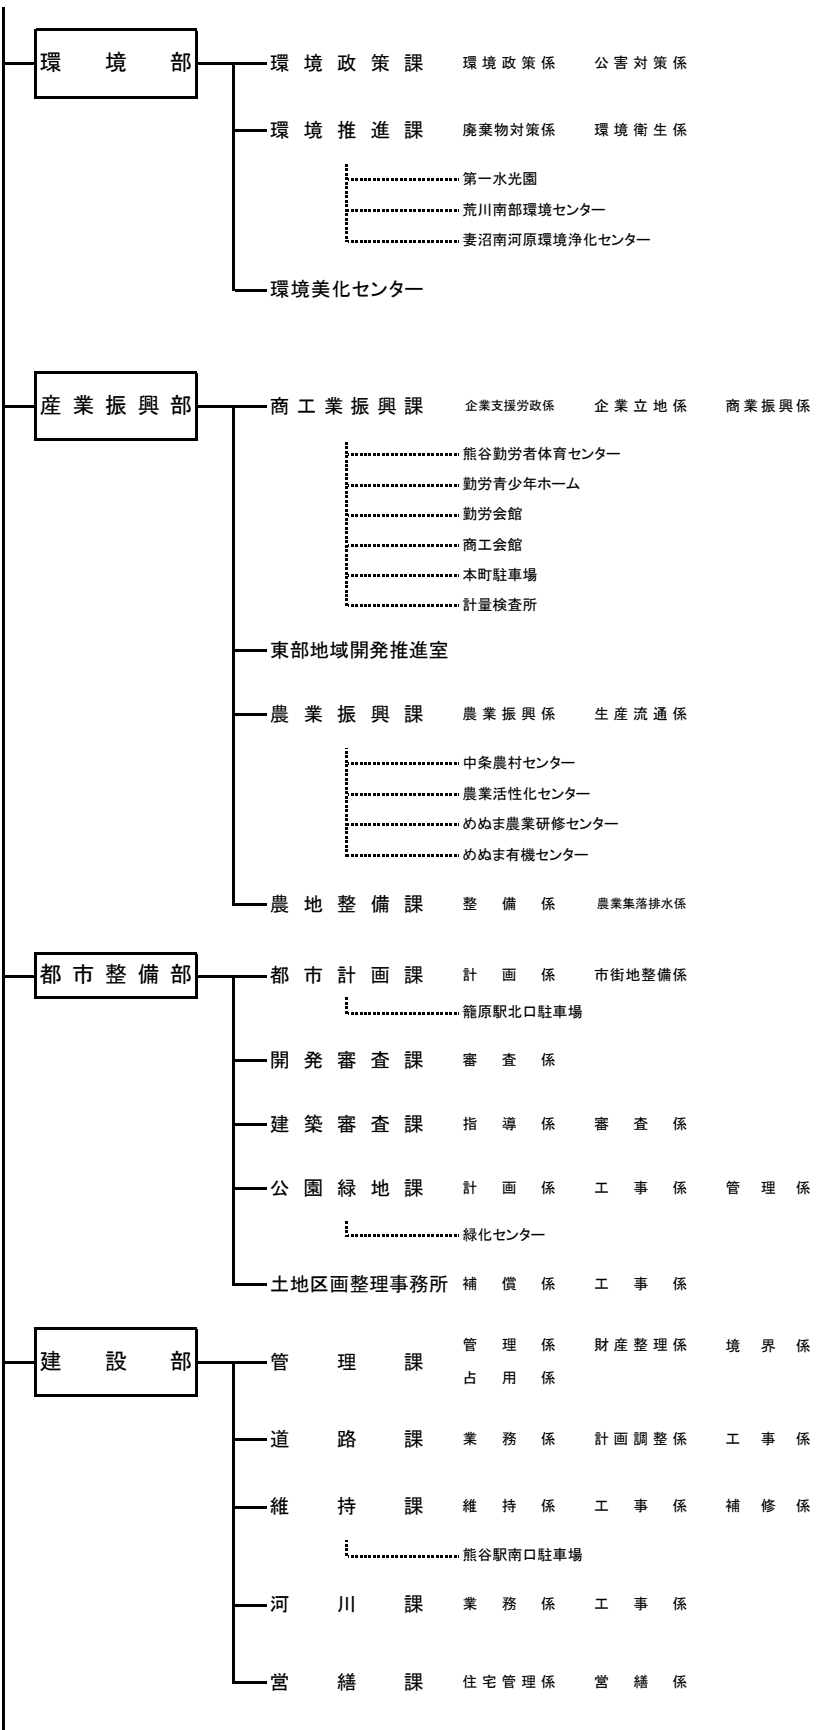 環境部 環境政策課 環境政策係 公害対策係
環境推進課 廃棄物対策係 環境衛生係
第一水光園
荒川南部環境センター
妻沼南河原環境浄化センター
環境美化センター
産業振興部 商工業振興課 企業支援労政係 企業立地係 商業振興係
熊谷勤労者体育センター
勤労青少年ホーム
勤労会館
商工会館
本町駐車場
計量検査所
東部地域開発推進室
農業振興課 農業振興係 生産流通係
中条農村センター
農業活性化センター
めぬま農業研修センター
めぬま有機センター
農地整備課 整備係 農業集落排水係
都市整備部 都市計画課 計画係 市街地整備係
籠原駅北口駐車場
開発審査課 審査係
建築審査課 指導係 審査係
公園緑地課 計画係 工事係 管理係
緑化センター
土地区画整理事務所 補償係 工事係
建設部 管理課 管理係 財産整理係 境界係
占用係
道路課 業務係 計画調整係 工事係
維持課 維持係 工事係 補修係
熊谷駅南口駐車場
河川課 業務係 工事係
営繕課 住宅管理係 営繕係